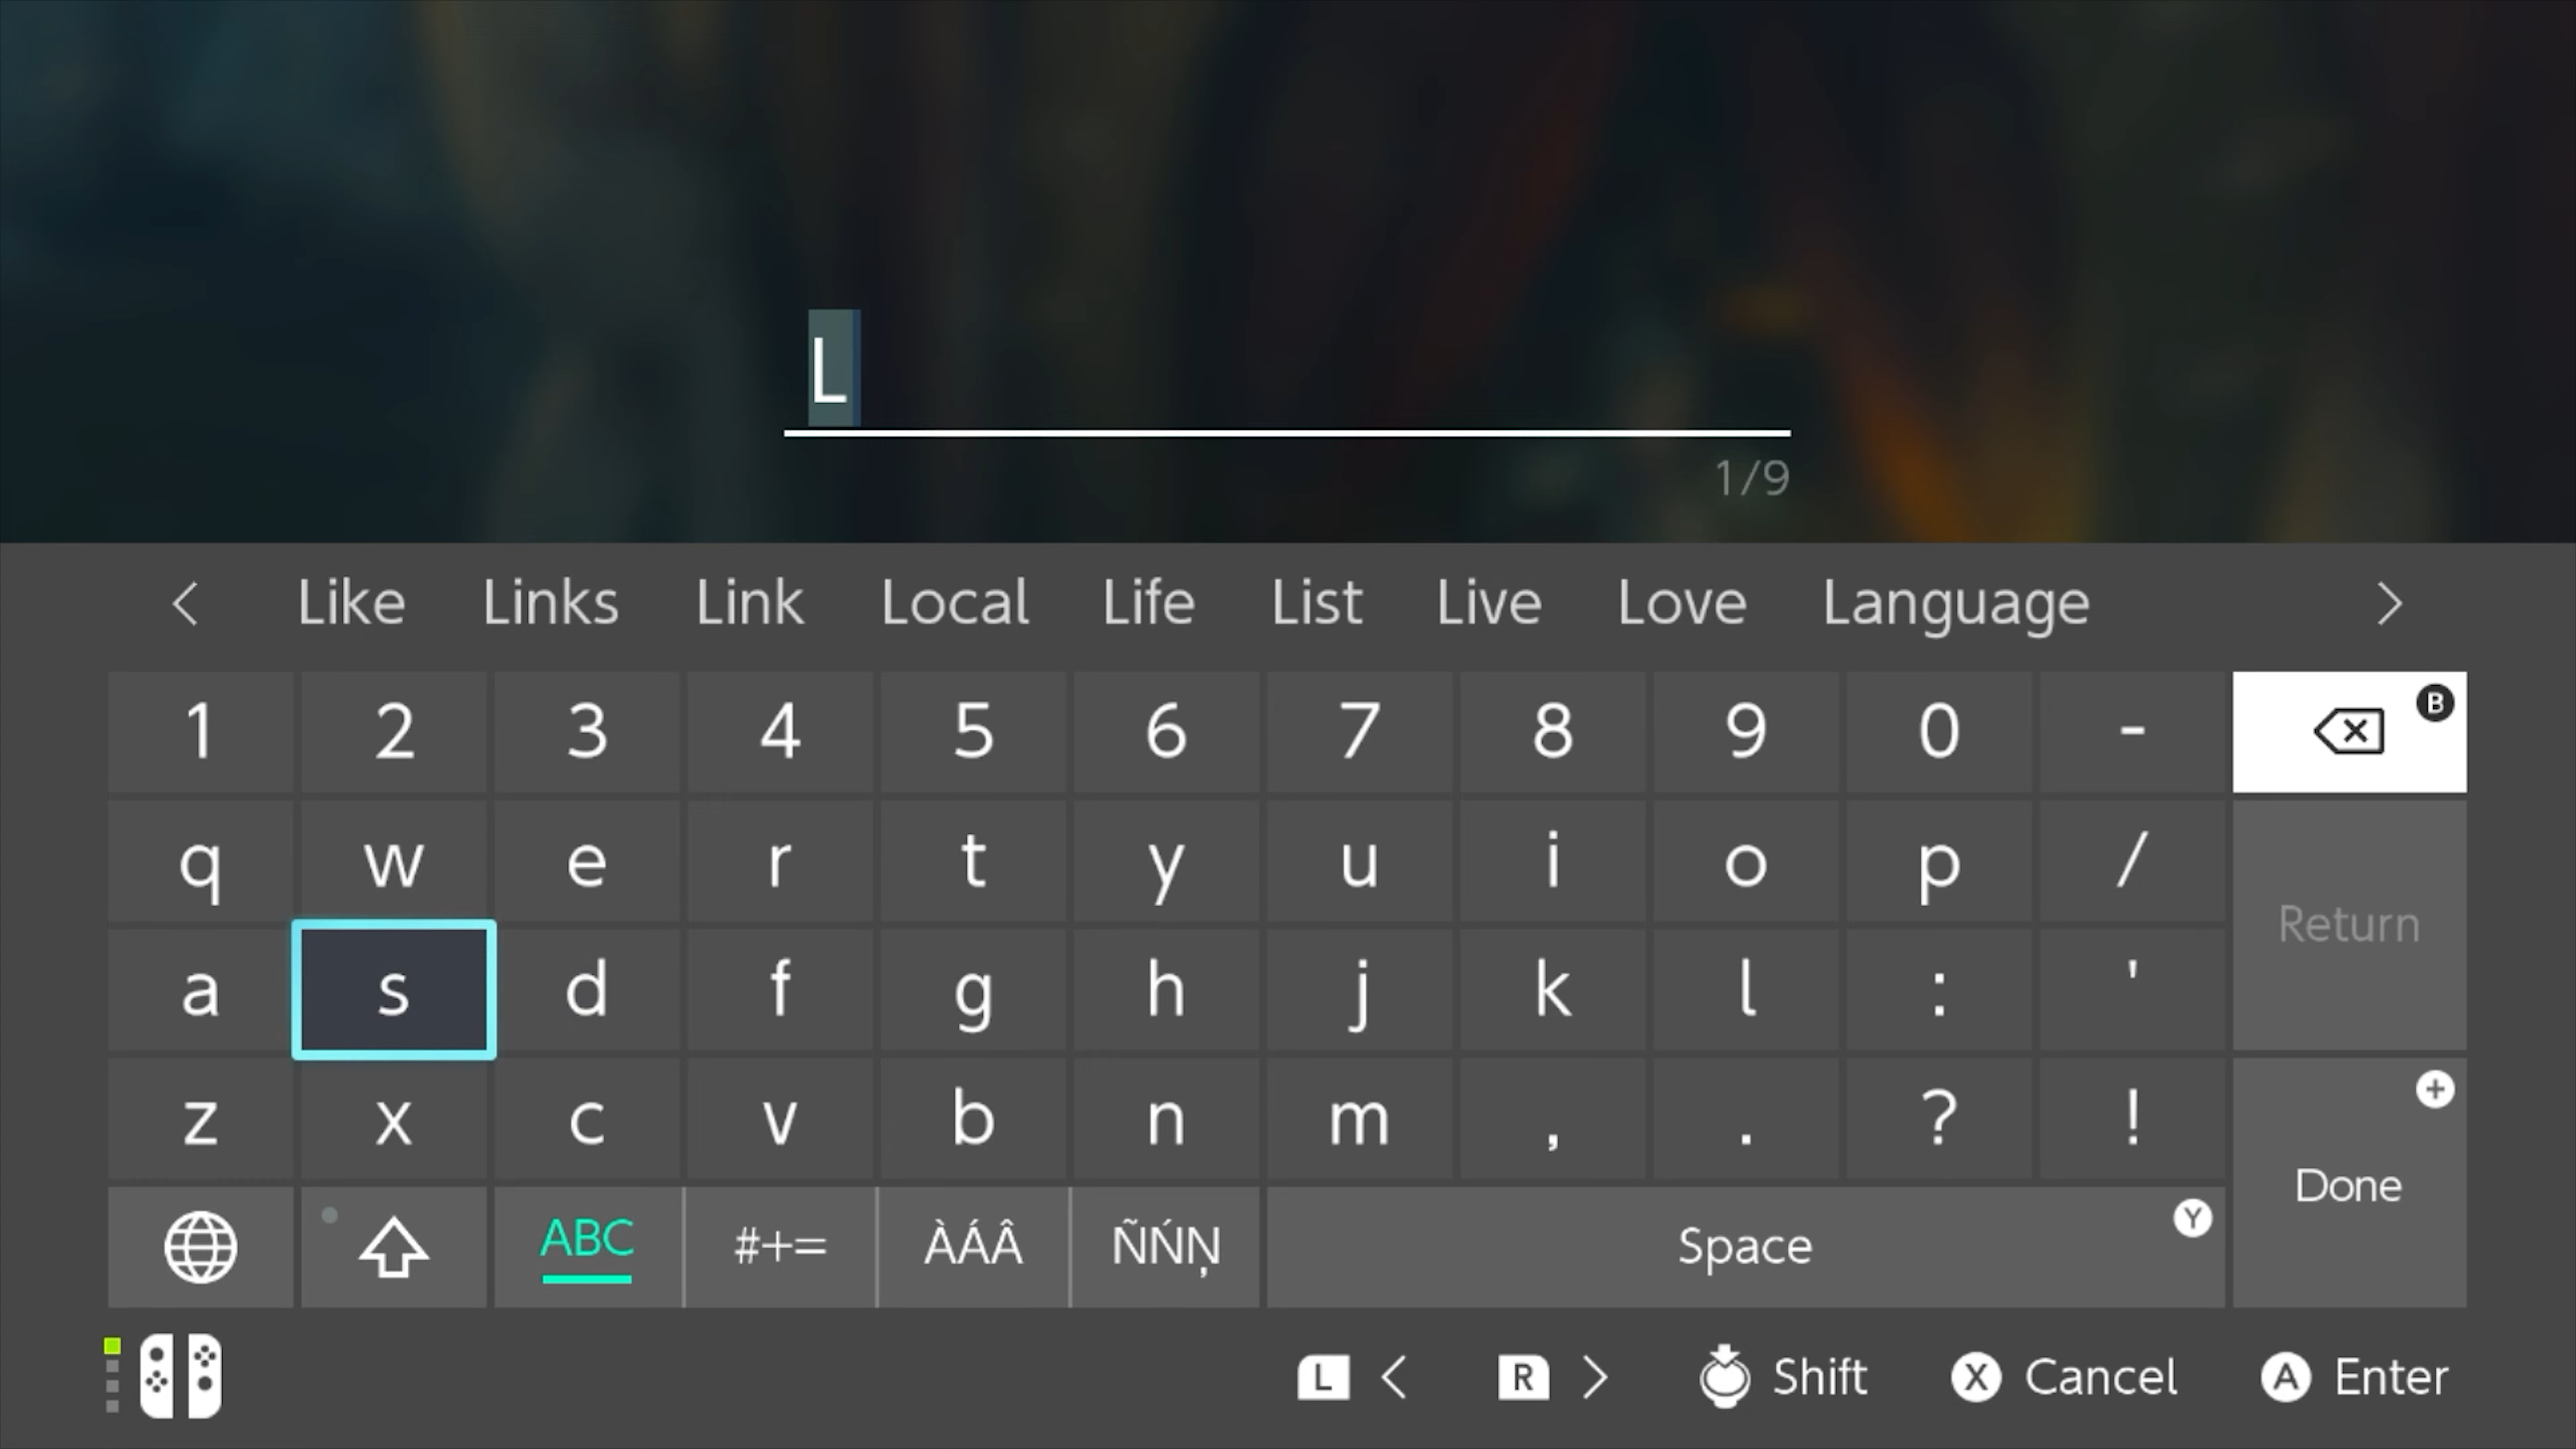 L
1/9
< Like Links Link Local Life List Live Love Language >
1 2 3 4 5 6 7 8 9 0 - B
q w e r t y u i o p /
Return
a s d f g h j k l : '
z x c v b n m , . ? ! +
Done
ABC #+= ÀÁÂ ÑŃŅ Space Y
L < R > Shift X Cancel A Enter